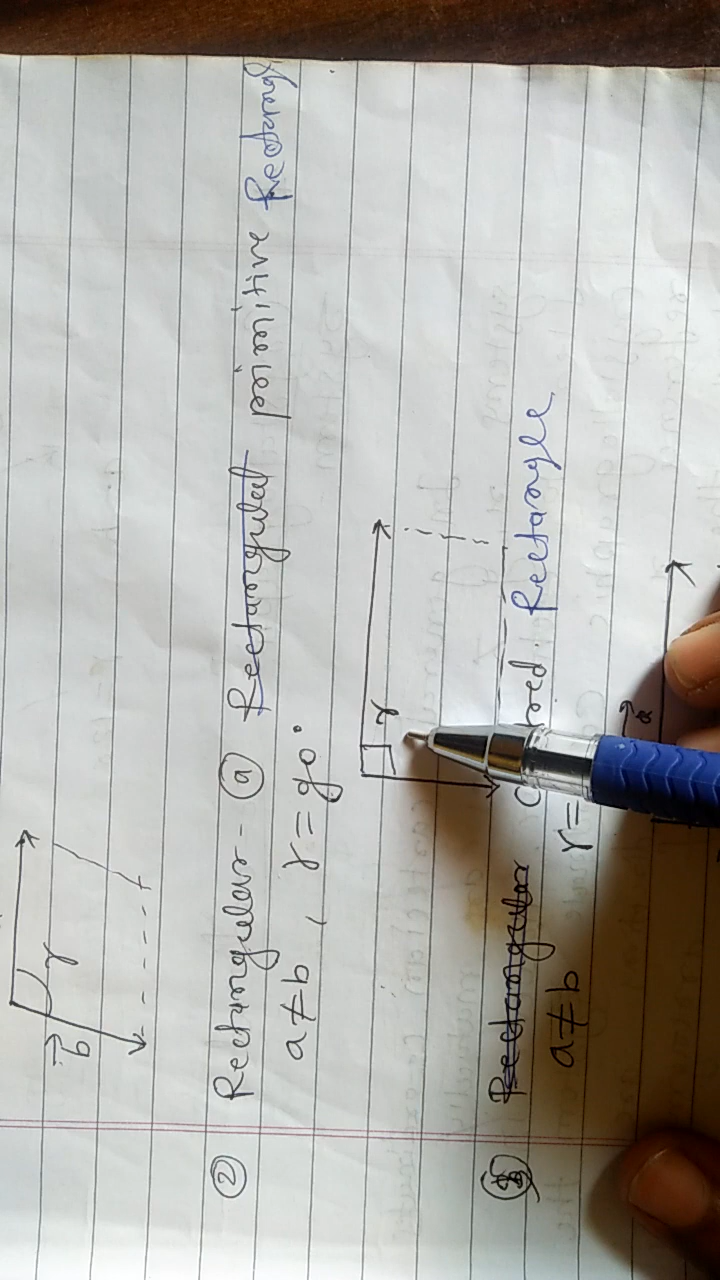 b
γ
② Rectangular - ⓐ Rectangular primitive Rectangle
a ≠ b , γ = 90°
γ
Rectangular red. Rectangle
a ≠ b γ =
a